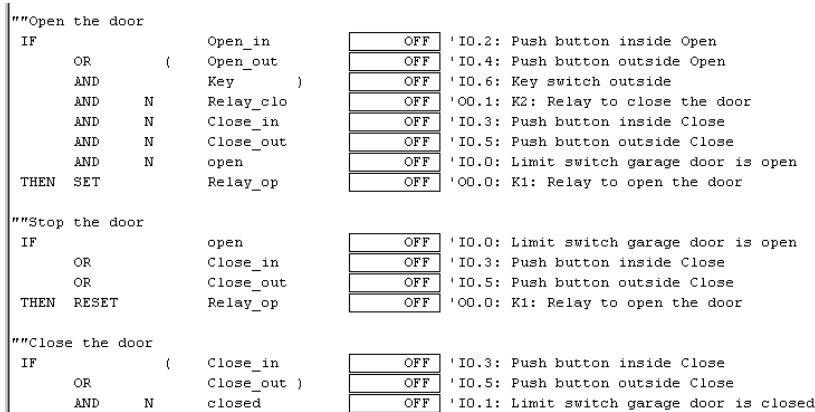 ""Open the door
IF Open_in OFF 'I0.2: Push button inside Open
OR ( Open_out OFF 'I0.4: Push button outside Open
AND Key ) OFF 'I0.6: Key switch outside
AND N Relay_clo OFF 'O0.1: K2: Relay to close the door
AND N Close_in OFF 'I0.3: Push button inside Close
AND N Close_out OFF 'I0.5: Push button outside Close
AND N open OFF 'I0.0: Limit switch garage door is open
THEN SET Relay_op OFF 'O0.0: K1: Relay to open the door
""Stop the door
IF open OFF 'I0.0: Limit switch garage door is open
OR Close_in OFF 'I0.3: Push button inside Close
OR Close_out OFF 'I0.5: Push button outside Close
THEN RESET Relay_op OFF 'O0.0: K1: Relay to open the door
""Close the door
IF ( Close_in OFF 'I0.3: Push button inside Close
OR Close_out ) OFF 'I0.5: Push button outside Close
AND N closed OFF 'I0.1: Limit switch garage door is closed